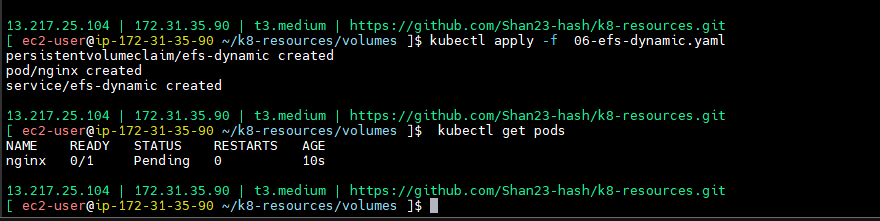 13.217.25.104 | 172.31.35.90 | t3.medium | https://github.com/Shan23-hash/k8-resources.git
[ ec2-user@ip-172-31-35-90 ~/k8-resources/volumes ]$ kubectl apply -f  06-efs-dynamic.yaml
persistentvolumeclaim/efs-dynamic created
pod/nginx created
service/efs-dynamic created
13.217.25.104 | 172.31.35.90 | t3.medium | https://github.com/Shan23-hash/k8-resources.git
[ ec2-user@ip-172-31-35-90 ~/k8-resources/volumes ]$  kubectl get pods
NAME    READY   STATUS    RESTARTS   AGE
nginx   0/1     Pending   0          10s
13.217.25.104 | 172.31.35.90 | t3.medium | https://github.com/Shan23-hash/k8-resources.git
[ ec2-user@ip-172-31-35-90 ~/k8-resources/volumes ]$